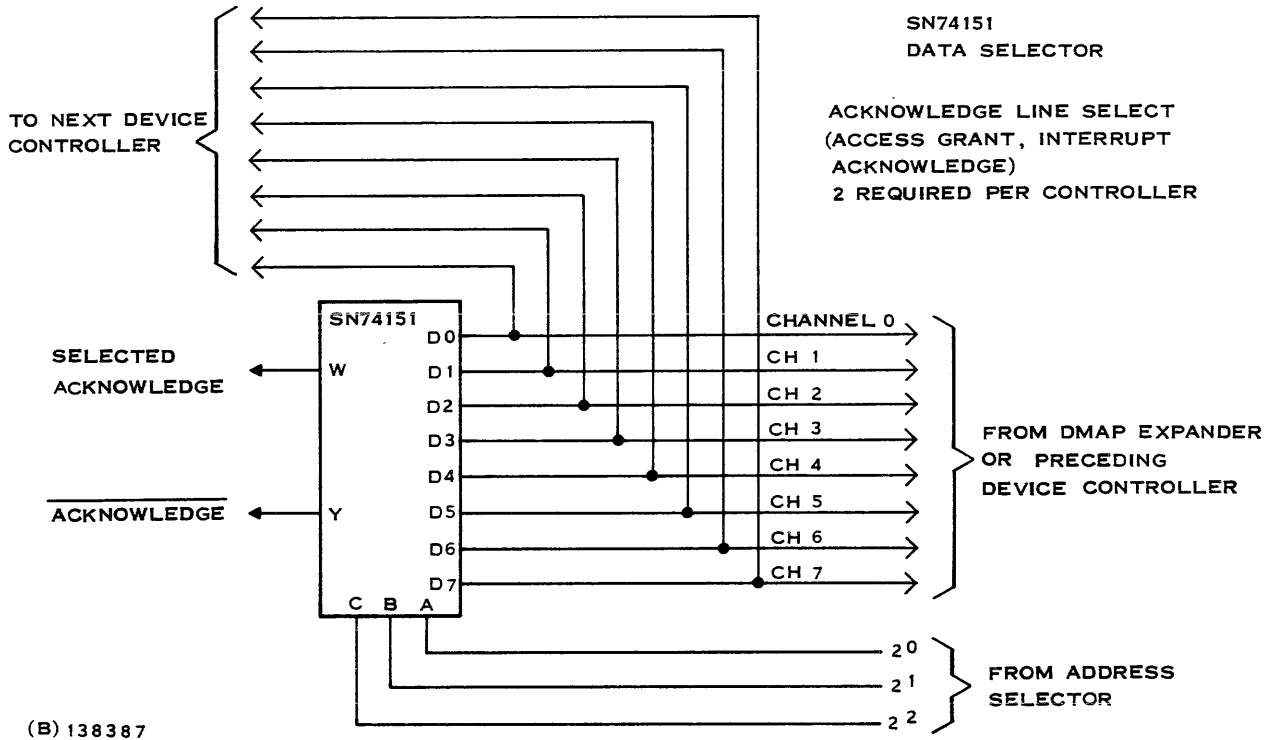 SN74151
DATA SELECTOR
ACKNOWLEDGE LINE SELECT
(ACCESS GRANT, INTERRUPT
ACKNOWLEDGE)
2 REQUIRED PER CONTROLLER
TO NEXT DEVICE
CONTROLLER
SN74151
D0
D1
D2
D3
D4
D5
D6
D7
W
Y
C B A
SELECTED
ACKNOWLEDGE
ACKNOWLEDGE
CHANNEL 0
CH 1
CH 2
CH 3
CH 4
CH 5
CH 6
CH 7
FROM DMAP EXPANDER
OR PRECEDING
DEVICE CONTROLLER
2⁰
2¹
2²
FROM ADDRESS
SELECTOR
(B) 138387